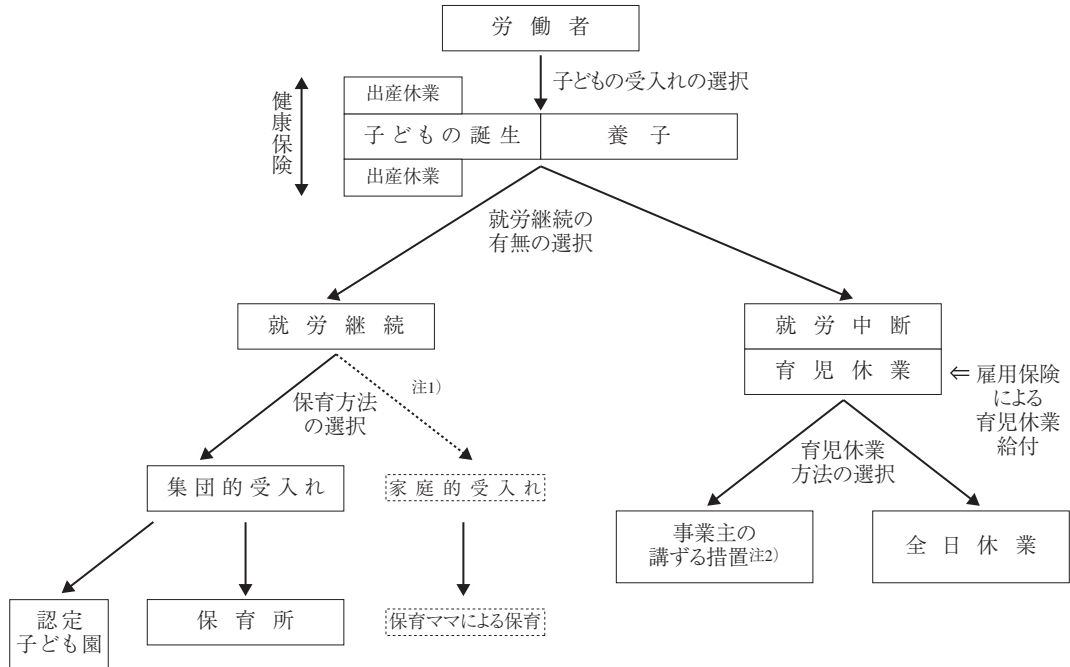 労働者
子どもの受入れの選択
健康保険
出産休業
子どもの誕生
養子
出産休業
就労継続の
有無の選択
就労継続
就労中断
育児休業
⇐ 雇用保険
による
育児休業
給付
注1)
保育方法
の選択
育児休業
方法の選択
集団的受入れ
家庭的受入れ
事業主の
講ずる措置注2)
全日休業
認定
子ども園
保育所
保育ママによる保育